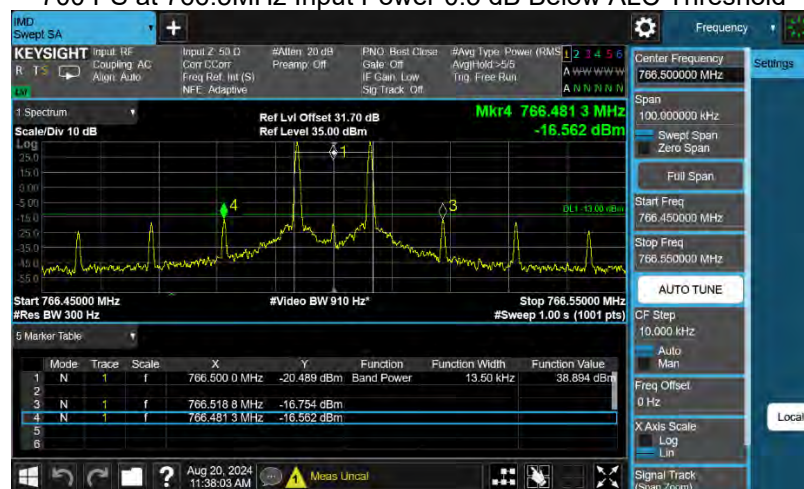 700 PS at 766.5MHz Input Power 0.5 dB Below ALC Threshold
IMD
Swept SA
+
Frequency
KEYSIGHT
R T S
LW
Input: RF
Coupling: AC
Align: Auto
Input Z: 50 Ω
Corr CCorr
Freq Ref: Int (S)
NFE: Adaptive
#Atten: 20 dB
Preamp: Off
PNO: Best Close
Gate: Off
IF Gain: Low
Sig Track: Off
#Avg Type: Power (RMS
Avg|Hold:>5/5
Trig: Free Run
1 2 3 4 5 6
A W W W W W
A N N N N N
1 Spectrum
Scale/Div 10 dB
Ref Lvl Offset 31.70 dB
Ref Level 35.00 dBm
Mkr4 766.481 3 MHz
-16.562 dBm
Log
25.0
15.0
5.00
-5.00
-15.0
-25.0
-35.0
-45.0
-55.0
1
4
3
DL1 -13.00 dBm
Start 766.45000 MHz
#Video BW 910 Hz*
Stop 766.55000 MHz
#Res BW 300 Hz
#Sweep 1.00 s (1001 pts)
5 Marker Table
Mode Trace Scale X Y Function Function Width Function Value
1 N 1 f 766.500 0 MHz -20.489 dBm Band Power 13.50 kHz 38.894 dBm
2
3 N 1 f 766.518 8 MHz -16.754 dBm
4 N 1 f 766.481 3 MHz -16.562 dBm
5
6
Aug 20, 2024
11:38:03 AM
Meas Uncal
Center Frequency
766.500000 MHz
Settings
Span
100.000000 kHz
Swept Span
Zero Span
Full Span
Start Freq
766.450000 MHz
Stop Freq
766.550000 MHz
AUTO TUNE
CF Step
10.000 kHz
Auto
Man
Freq Offset
0 Hz
Local
X Axis Scale
Log
Lin
Signal Track
(Span Zoom)